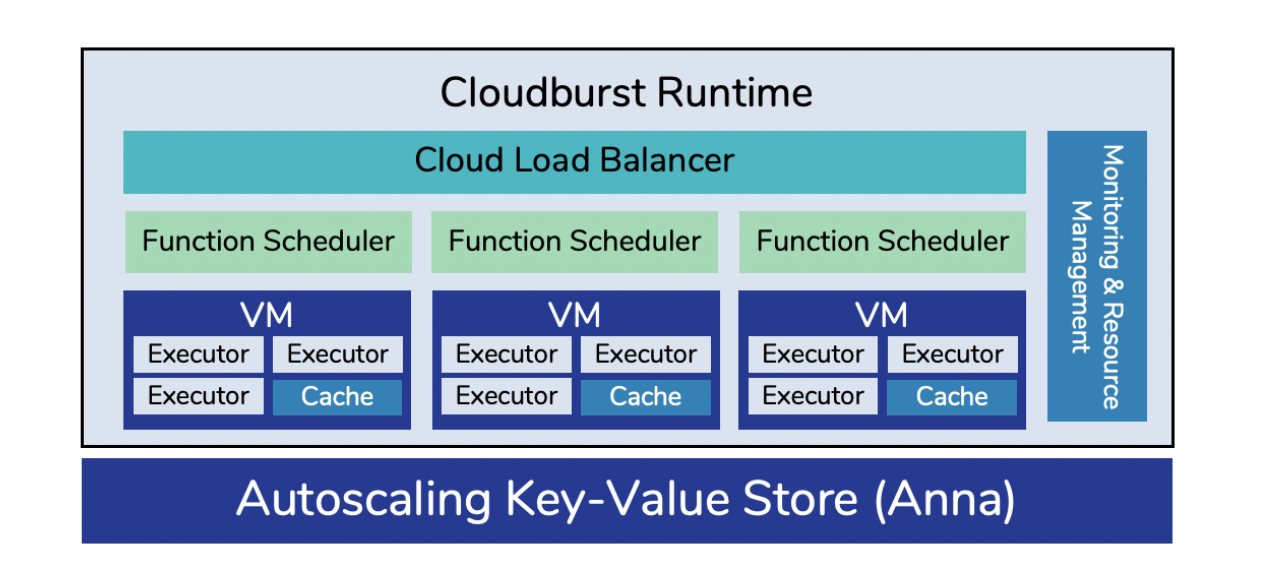 Cloudburst Runtime
Cloud Load Balancer
Function Scheduler
Function Scheduler
Function Scheduler
VM
Executor
Executor
Executor
Cache
VM
Executor
Executor
Executor
Cache
VM
Executor
Executor
Executor
Cache
Monitoring & Resource
Management
Autoscaling Key-Value Store (Anna)